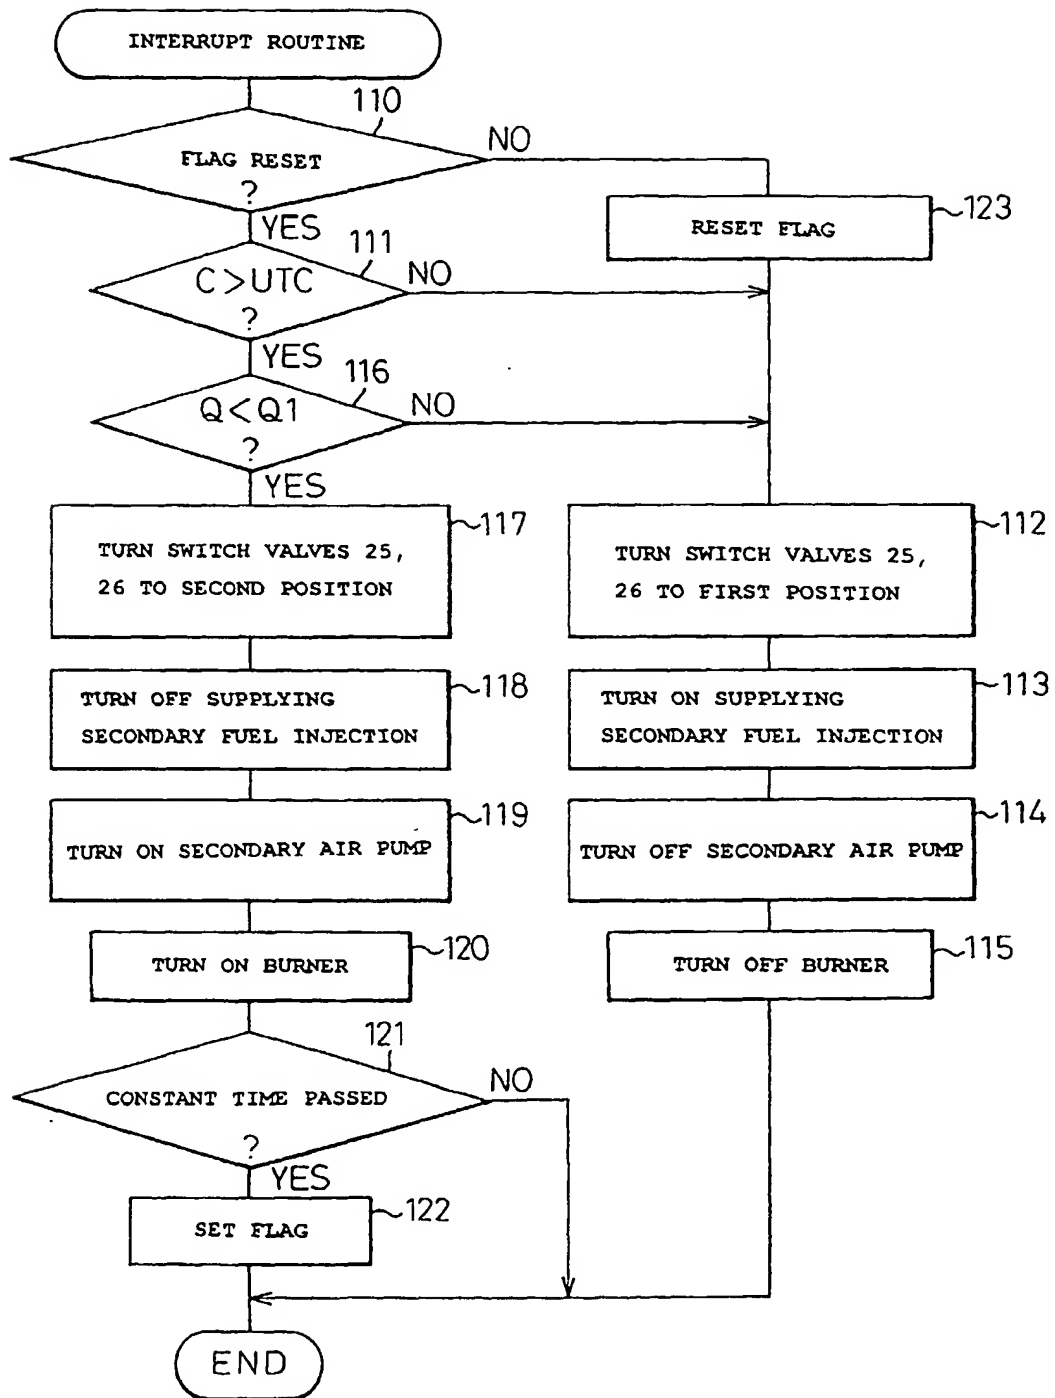 INTERRUPT ROUTINE
110
FLAG RESET
?
NO
YES
RESET FLAG
123
111
C>UTC
?
NO
YES
116
Q<Q1
?
NO
YES
TURN SWITCH VALVES 25,
26 TO SECOND POSITION
117
TURN SWITCH VALVES 25,
26 TO FIRST POSITION
112
TURN OFF SUPPLYING
SECONDARY FUEL INJECTION
118
TURN ON SUPPLYING
SECONDARY FUEL INJECTION
113
TURN ON SECONDARY AIR PUMP
119
TURN OFF SECONDARY AIR PUMP
114
TURN ON BURNER
120
TURN OFF BURNER
115
121
CONSTANT TIME PASSED
?
NO
YES
SET FLAG
122
END